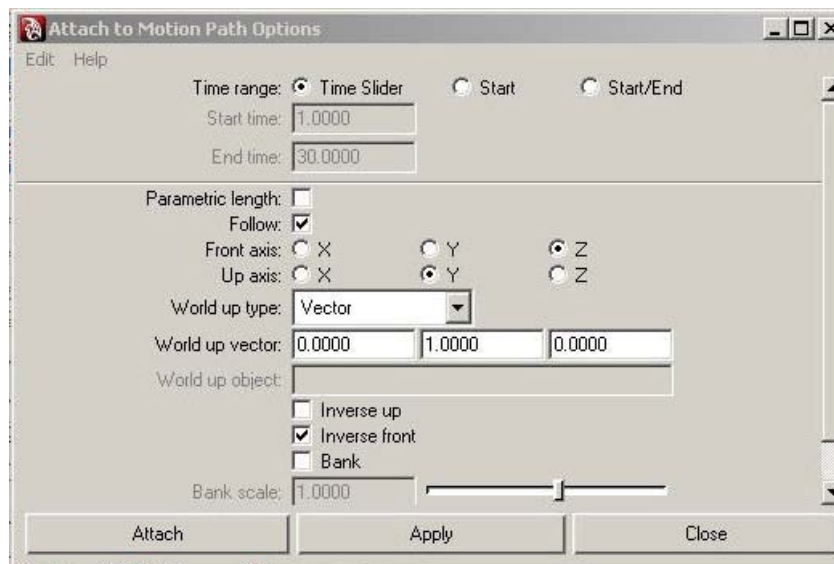 Attach to Motion Path Options
Edit Help
Time range: Time Slider Start Start/End
Start time: 1.0000
End time: 30.0000
Parametric length:
Follow:
Front axis: X Y Z
Up axis: X Y Z
World up type: Vector
World up vector: 0.0000 1.0000 0.0000
World up object:
Inverse up
Inverse front
Bank
Bank scale: 1.0000
Attach Apply Close